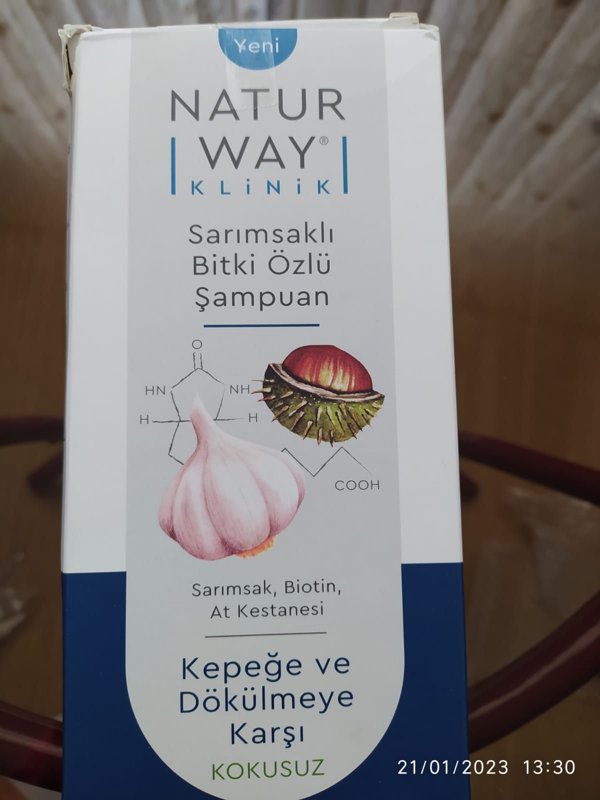 Yeni
NATUR
WAY®
KLiNiK
Sarımsaklı
Bitki Özlü
Şampuan
O
HN
NH
H
H
COOH
Sarımsak, Biotin,
At Kestanesi
Kepeğe ve
Dökülmeye
Karşı
KOKUSUZ
21/01/2023 13:30